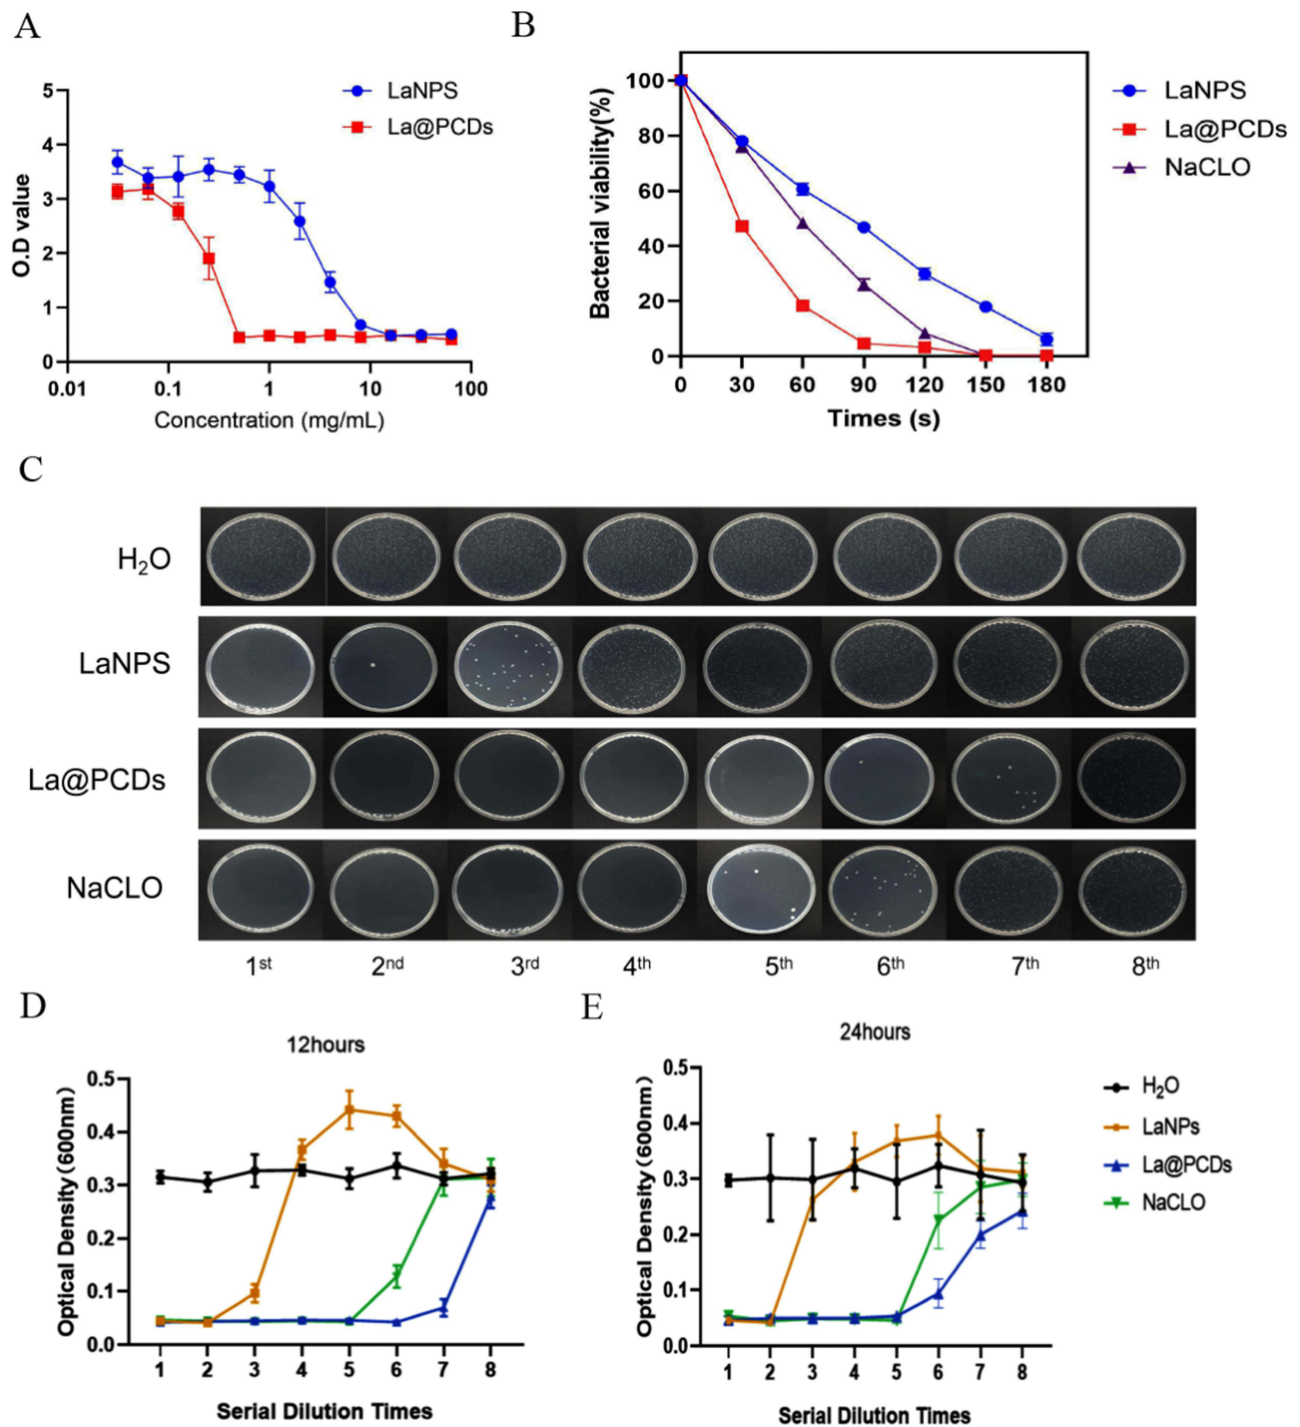 A
B
5
4
3
2
1
0
O.D value
LaNPS
La@PCDs
0.01
0.1
1
10
100
Concentration (mg/mL)
100
80
60
40
20
0
Bacterial viability(%)
LaNPS
La@PCDs
NaCLO
0
30
60
90
120
150
180
Times (s)
C
H₂O
LaNPS
La@PCDs
NaCLO
1st 2nd 3rd 4th 5th 6th 7th 8th
D
E
12hours
0.5
0.4
0.3
0.2
0.1
0.0
Optical Density(600nm)
1 2 3 4 5 6 7 8
Serial Dilution Times
24hours
0.5
0.4
0.3
0.2
0.1
0.0
Optical Density(600nm)
1 2 3 4 5 6 7 8
Serial Dilution Times
H₂O
LaNPs
La@PCDs
NaCLO